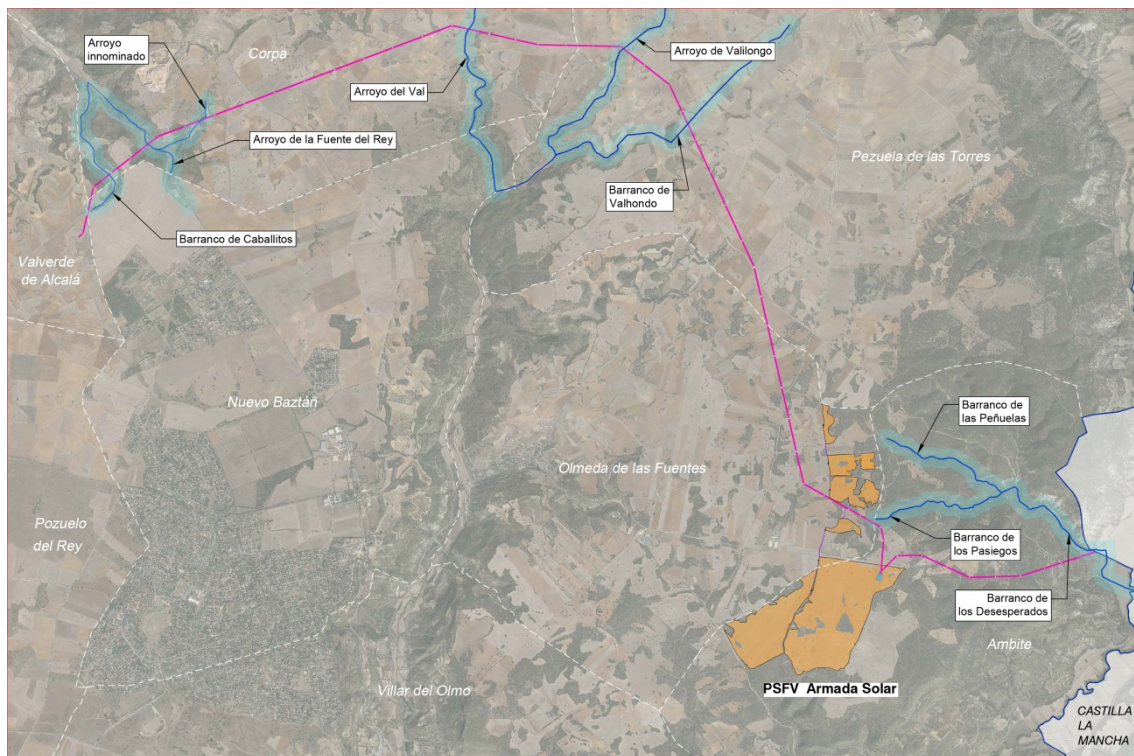 Arroyo
innominado
Corpa
Arroyo de Valilongo
Arroyo del Val
Arroyo de la Fuente del Rey
Pezuela de las Torres
Barranco de
Valhondo
Barranco de Caballitos
Valverde
de Alcalá
Nuevo Baztán
Barranco de
las Peñuelas
Olmeda de las Fuentes
Pozuelo
del Rey
Barranco de
los Pasiegos
Barranco de
los Desesperados
Ambite
Villar del Olmo
PSFV Armada Solar
CASTILLA
LA
MANCHA